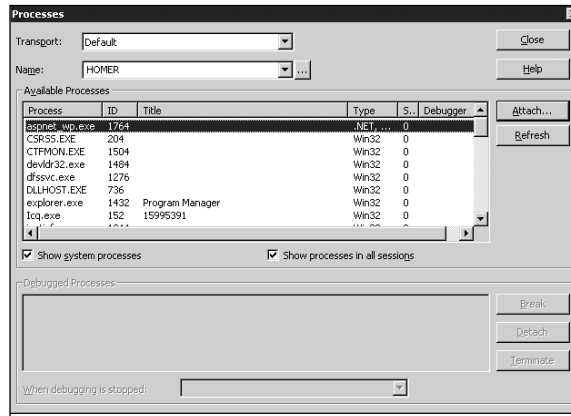 Processes
Transport: Default Close
Name: HOMER ... Help
Available Processes
Process ID Title Type S... Debugger Attach...
aspnet_wp.exe 1764 .NET, ... 0 Refresh
CSRSS.EXE 204 Win32 0
CTFMON.EXE 1504 Win32 0
devldr32.exe 1484 Win32 0
dfssvc.exe 1276 Win32 0
DLLHOST.EXE 736 Win32 0
explorer.exe 1432 Program Manager Win32 0
Icq.exe 152 15995391 Win32 0
Show system processes Show processes in all sessions
Debugged Processes
Break
Detach
Terminate
When debugging is stopped: